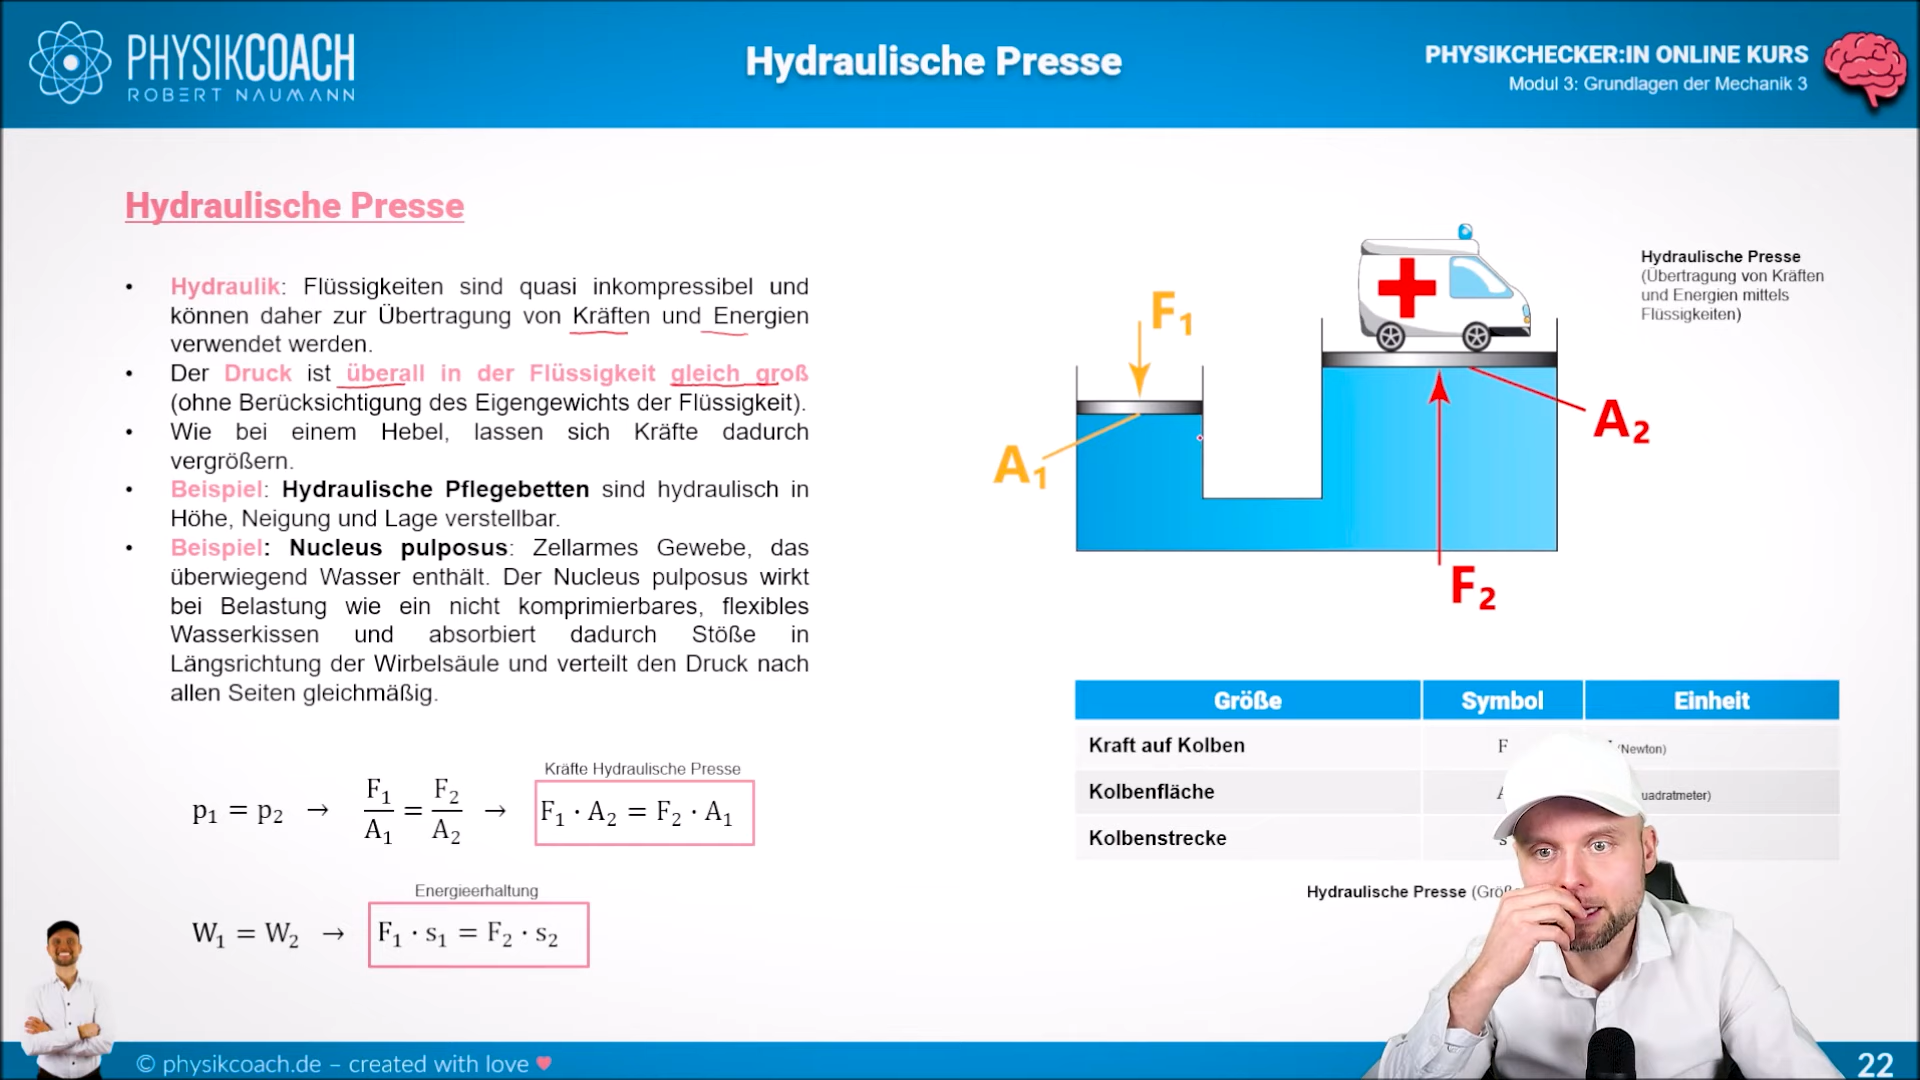 PHYSIKCOACH
ROBERT NAUMANN
Hydraulische Presse
PHYSIKCHECKER:IN ONLINE KURS
Modul 3: Grundlagen der Mechanik 3
Hydraulische Presse
• Hydraulik: Flüssigkeiten sind quasi inkompressibel und
können daher zur Übertragung von Kräften und Energien
verwendet werden.
• Der Druck ist überall in der Flüssigkeit gleich groß
(ohne Berücksichtigung des Eigengewichts der Flüssigkeit).
• Wie bei einem Hebel, lassen sich Kräfte dadurch
vergrößern.
• Beispiel: Hydraulische Pflegebetten sind hydraulisch in
Höhe, Neigung und Lage verstellbar.
• Beispiel: Nucleus pulposus: Zellarmes Gewebe, das
überwiegend Wasser enthält. Der Nucleus pulposus wirkt
bei Belastung wie ein nicht komprimierbares, flexibles
Wasserkissen und absorbiert dadurch Stöße in
Längsrichtung der Wirbelsäule und verteilt den Druck nach
allen Seiten gleichmäßig.
Kräfte Hydraulische Presse
p₁ = p₂ → F₁/A₁ = F₂/A₂ → F₁ · A₂ = F₂ · A₁
Energieerhaltung
W₁ = W₂ → F₁ · s₁ = F₂ · s₂
F₁
A₁
A₂
F₂
Hydraulische Presse
(Übertragung von Kräften
und Energien mittels
Flüssigkeiten)
Größe Symbol Einheit
Kraft auf Kolben F (Newton)
Kolbenfläche
Kolbenstrecke s
Hydraulische Presse
© physikcoach.de – created with love
22